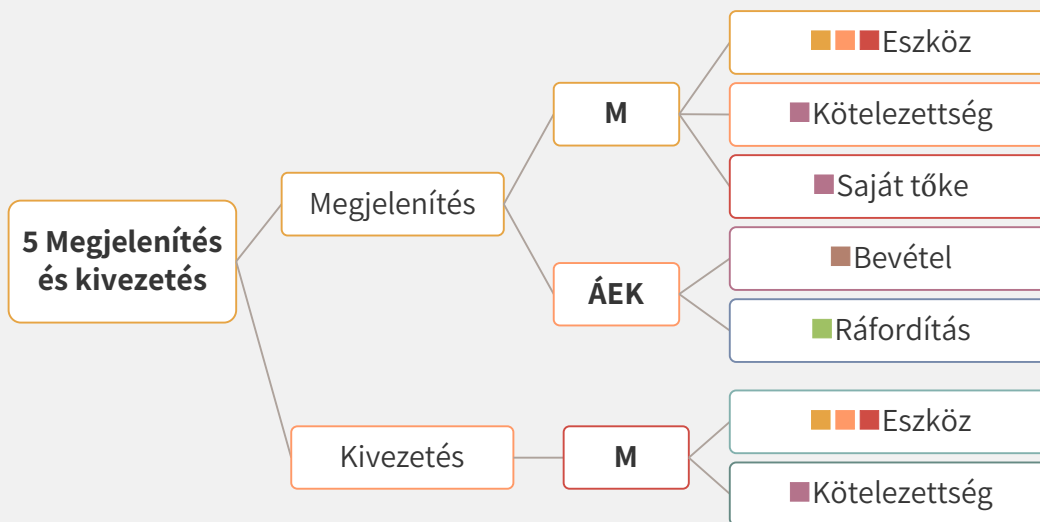 5 Megjelenítés
és kivezetés
Megjelenítés
M
Eszköz
Kötelezettség
Saját tőke
ÁEK
Bevétel
Ráfordítás
Kivezetés
M
Eszköz
Kötelezettség